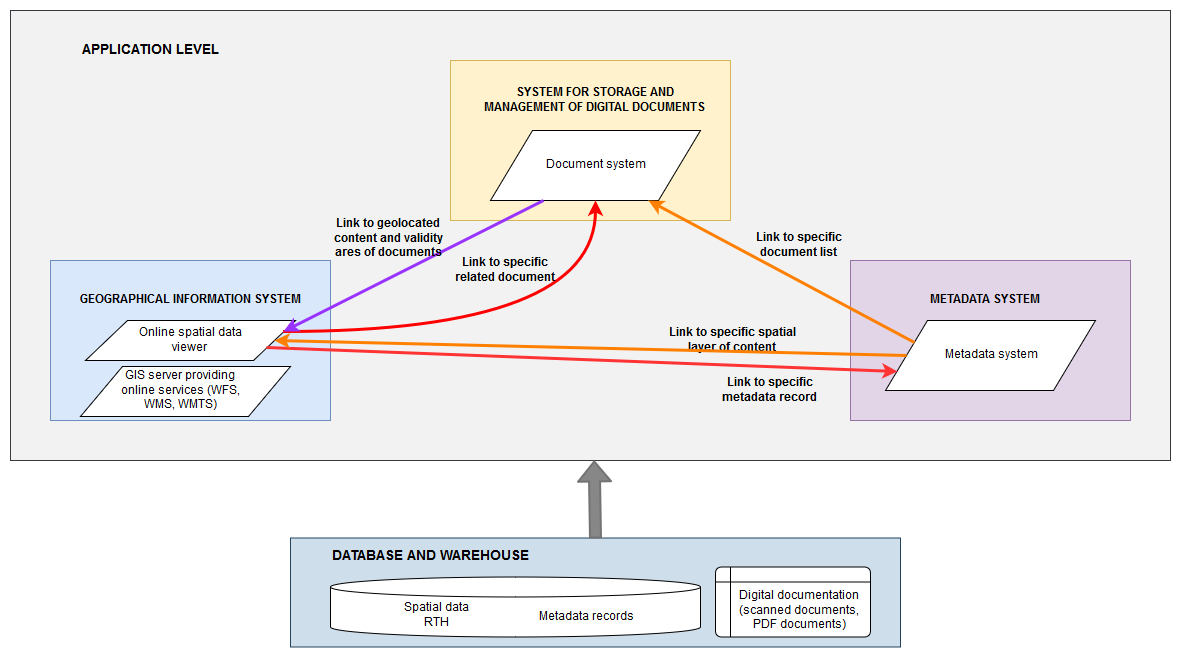 APPLICATION LEVEL
SYSTEM FOR STORAGE AND
MANAGEMENT OF DIGITAL DOCUMENTS
Document system
Link to geolocated
content and validity
ares of documents
Link to specific
related document
Link to specific
document list
GEOGRAPHICAL INFORMATION SYSTEM
Online spatial data
viewer
GIS server providing
online services (WFS,
WMS, WMTS)
METADATA SYSTEM
Metadata system
Link to specific spatial
layer of content
Link to specific
metadata record
DATABASE AND WAREHOUSE
Spatial data
RTH
Metadata records
Digital documentation
(scanned documents,
PDF documents)